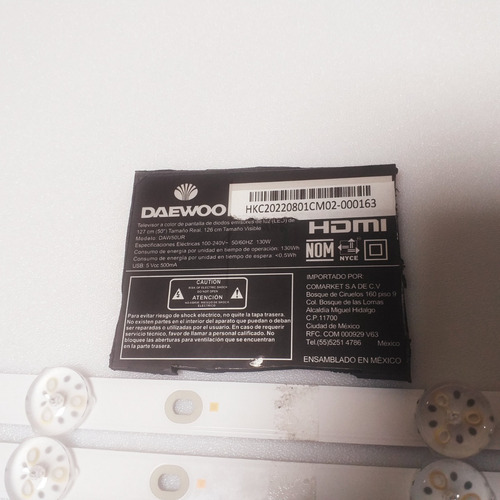 DAEWOO
HKC20220801CM02-000163
Televisor a color de pantalla de diodos emisores de luz (LED) de
127 cm (50") Tamaño Real 126 cm Tamaño Visible
Modelo: DAW50UR
Especificaciones Eléctricas 100-240V~ 50/60HZ 130W
Consumo de energía por unidad en tiempo de operación: 130Wh
Consumo de energía por unidad en tiempo de espera: <0.5Wh
USB: 5 Vcc 500mA
HDMI
NOM
NYCE
CAUTION
RISK OF ELECTRIC SHOCK
ATENCIÓN
Para evitar riesgo de shock eléctrico, no quite la tapa trasera.
No existen partes en el interior del aparato que deban
ser reparadas o utilizadas por el usuario. En caso de requerir
servicio técnico, favor de llamar a personal calificado. No
bloquee las aberturas para ventilación que se encuentran
en la parte trasera.
IMPORTADO POR:
COMARKET S.A DE C.V
Bosque de Ciruelos 160 piso 8
Col. Bosque de las Lomas
Alcaldía Miguel Hidalgo
C.P.11700
Ciudad de México
RFC. COM 000929 V63
Tel.(55)5251 4786 México
ENSAMBLADO EN MÉXICO